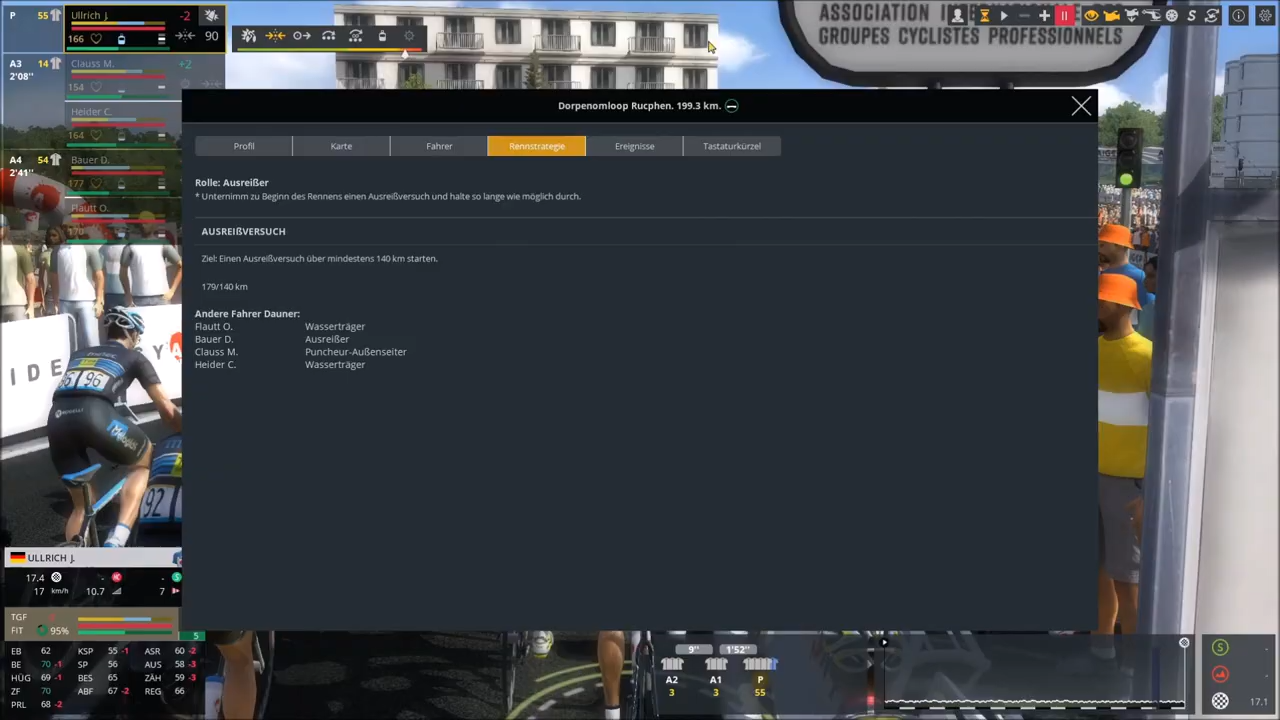 P 55 Ullrich J. -2
166 90
A3 14 Clauss M. +2
2'08''
154
Heider C.
164
A4 54 Bauer D.
2'41''
177
Flautt O.
170
ASSOCIATION
GROUPES CYCLISTES PROFESSIONNELS
Dorpenomloop Rucphen. 199.3 km.
Profil Karte Fahrer Rennstrategie Ereignisse Tastaturkürzel
Rolle: Ausreißer
* Unternimm zu Beginn des Rennens einen Ausreißversuch und halte so lange wie möglich durch.
AUSREIßVERSUCH
Ziel: Einen Ausreißversuch über mindestens 140 km starten.
179/140 km
Andere Fahrer Dauner:
Flautt O. Wasserträger
Bauer D. Ausreißer
Clauss M. Puncheur-Außenseiter
Heider C. Wasserträger
I D E
96
92
ULLRICH J.
17.4 - HC - S
17 km/h 10.7 7
TGF
FIT 95%
5
EB 62 KSP 55 -1 ASR 60 -2
BE 70 -1 SP 56 AUS 58 -3
HÜG 69 -1 BES 65 ZÄH 59 -3
ZF 70 ABF 67 -2 REG 66
PRL 68 -2
9'' 1'52''
A2 A1 P
3 3 55
S -
-
17.1